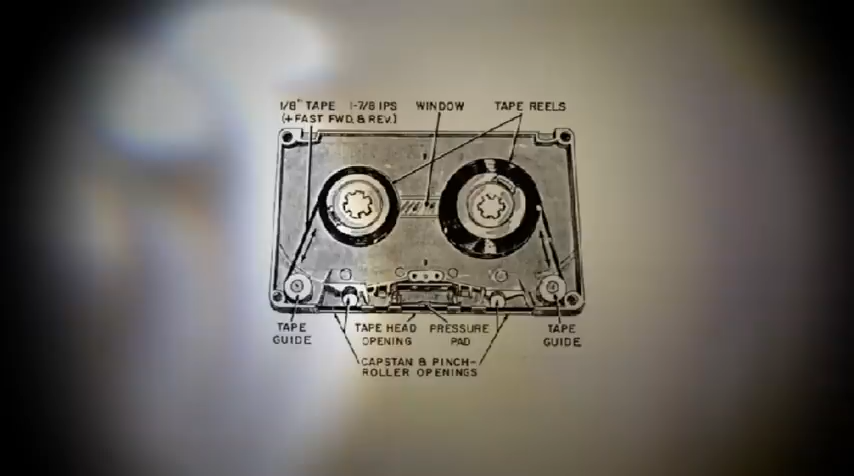 1/8" TAPE 1-7/8 IPS
(+FAST FWD. & REV.)
WINDOW
TAPE REELS
TAPE
GUIDE
TAPE HEAD
OPENING
PRESSURE
PAD
TAPE
GUIDE
CAPSTAN & PINCH-
ROLLER OPENINGS